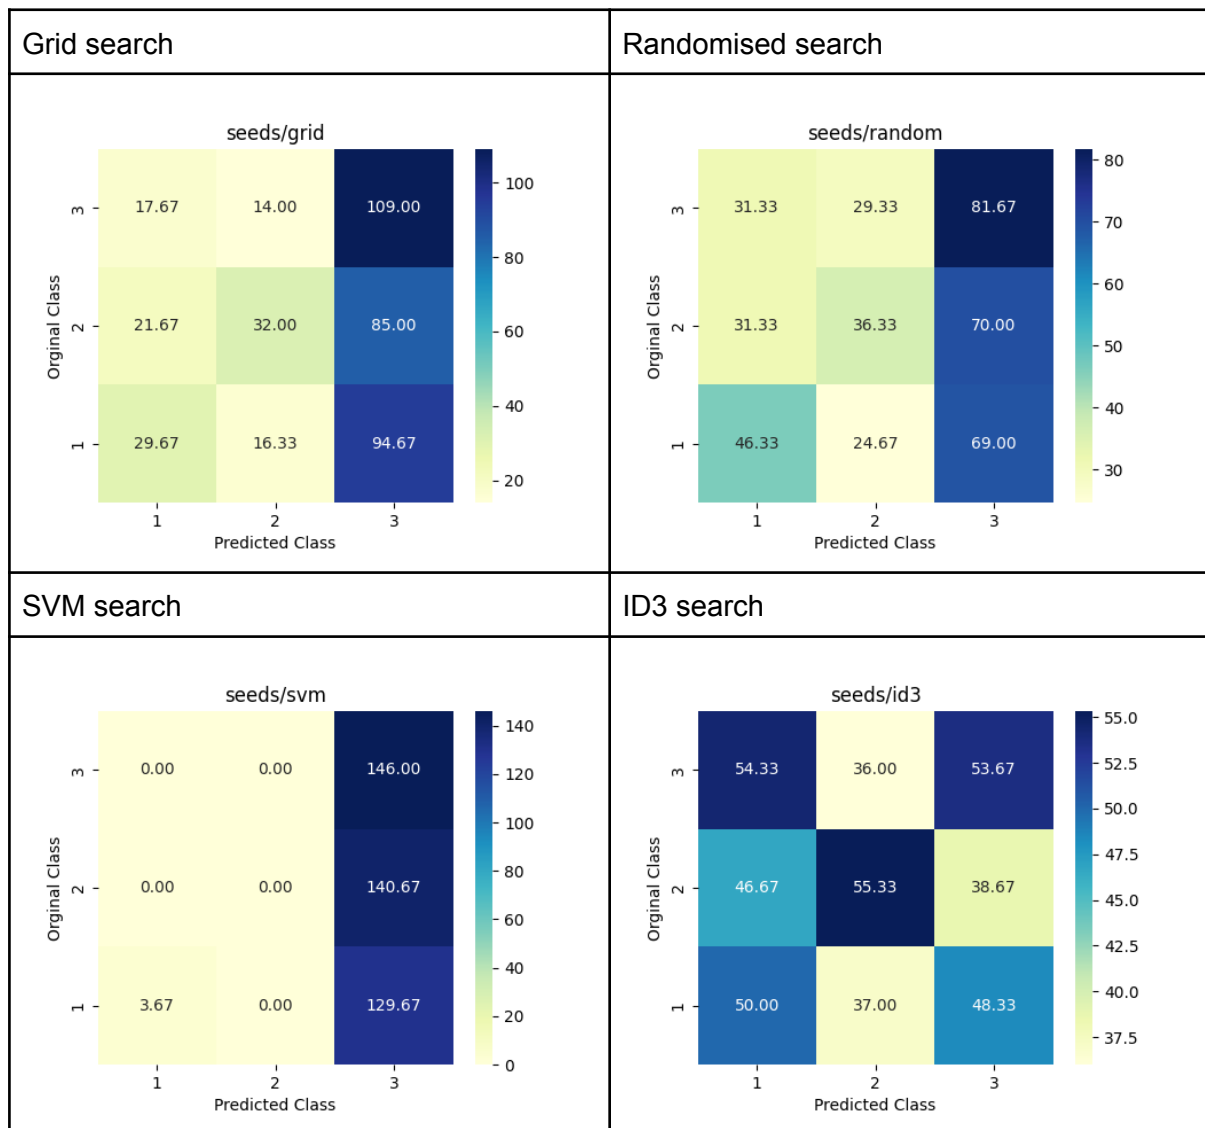 Grid search
Randomised search
seeds/grid
3 17.67 14.00 109.00
2 21.67 32.00 85.00
1 29.67 16.33 94.67
1 2 3
Orginal Class
Predicted Class
100
80
60
40
20
seeds/random
3 31.33 29.33 81.67
2 31.33 36.33 70.00
1 46.33 24.67 69.00
1 2 3
Orginal Class
Predicted Class
80
70
60
50
40
30
SVM search
ID3 search
seeds/svm
3 0.00 0.00 146.00
2 0.00 0.00 140.67
1 3.67 0.00 129.67
1 2 3
Orginal Class
Predicted Class
140
120
100
80
60
40
20
0
seeds/id3
3 54.33 36.00 53.67
2 46.67 55.33 38.67
1 50.00 37.00 48.33
1 2 3
Orginal Class
Predicted Class
55.0
52.5
50.0
47.5
45.0
42.5
40.0
37.5